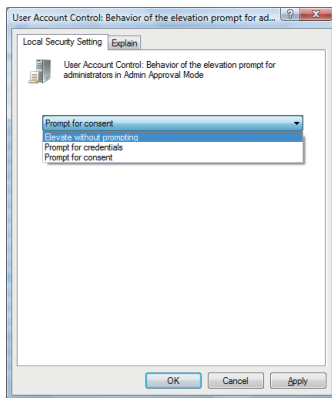 User Account Control: Behavior of the elevation prompt for ad...
Local Security Setting
Explain
User Account Control: Behavior of the elevation prompt for
administrators in Admin Approval Mode
Prompt for consent
Elevate without prompting
Prompt for credentials
Prompt for consent
OK
Cancel
Apply